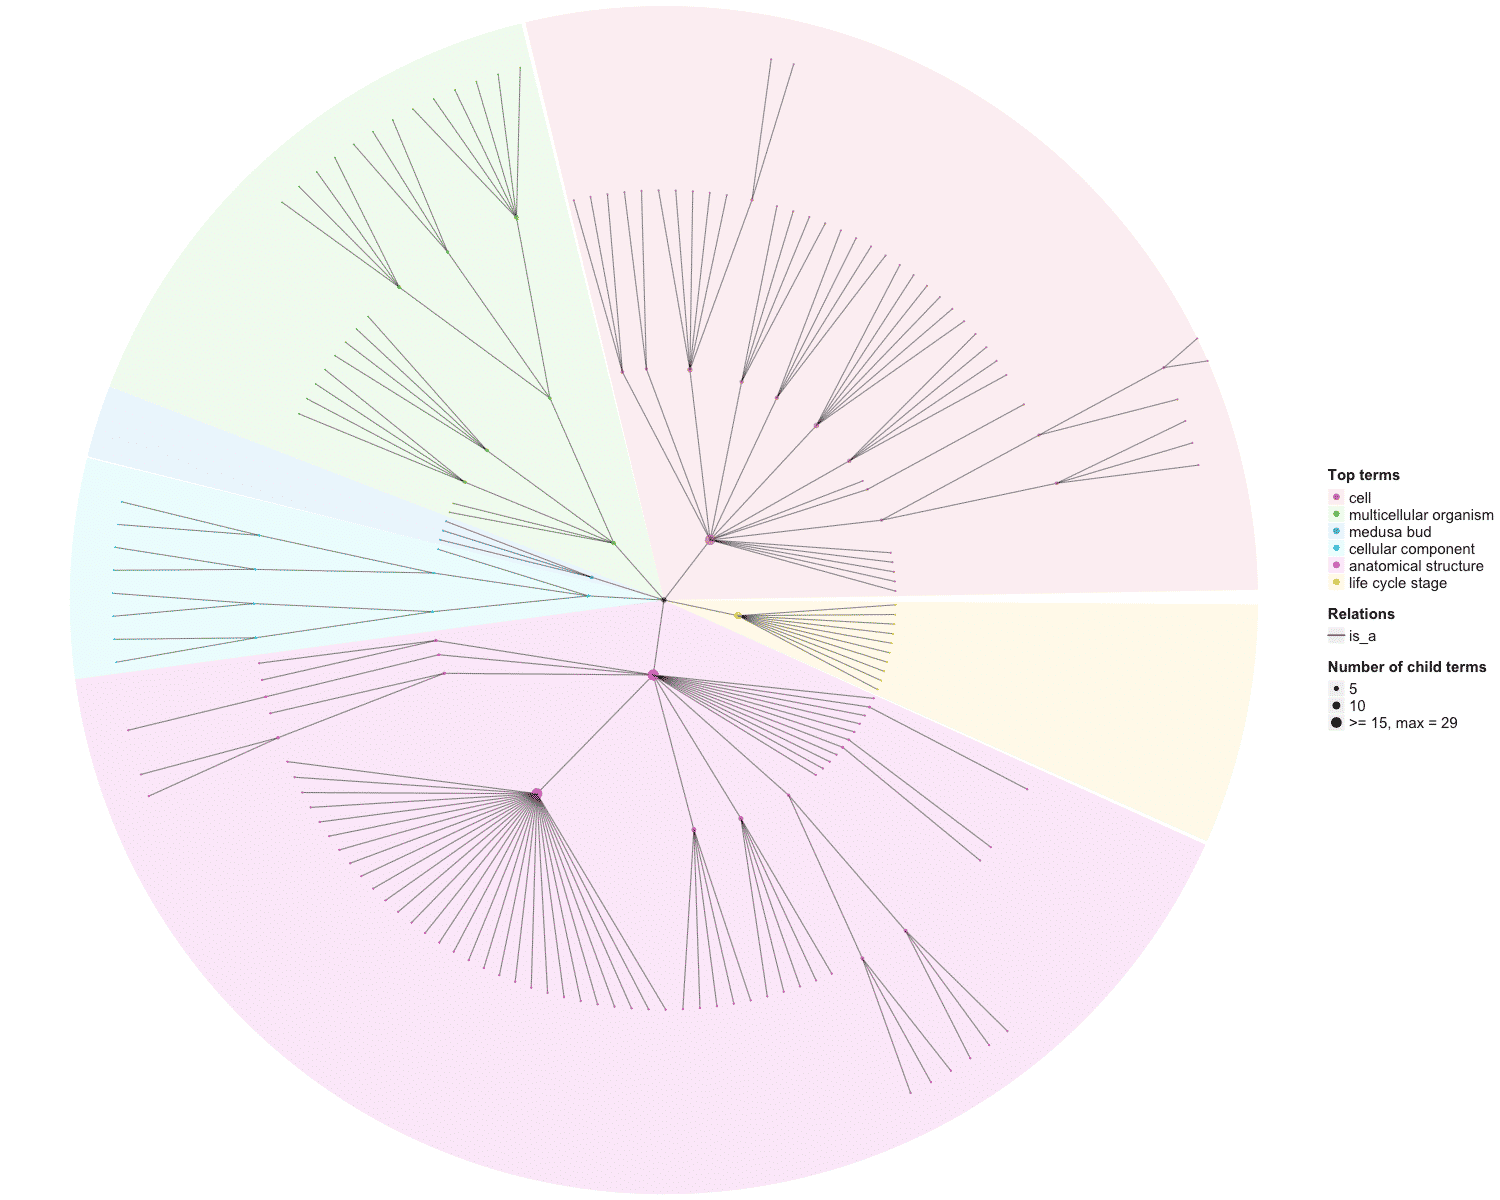 Top terms
cell
multicellular organism
medusa bud
cellular component
anatomical structure
life cycle stage
Relations
is_a
Number of child terms
5
10
>= 15, max = 29